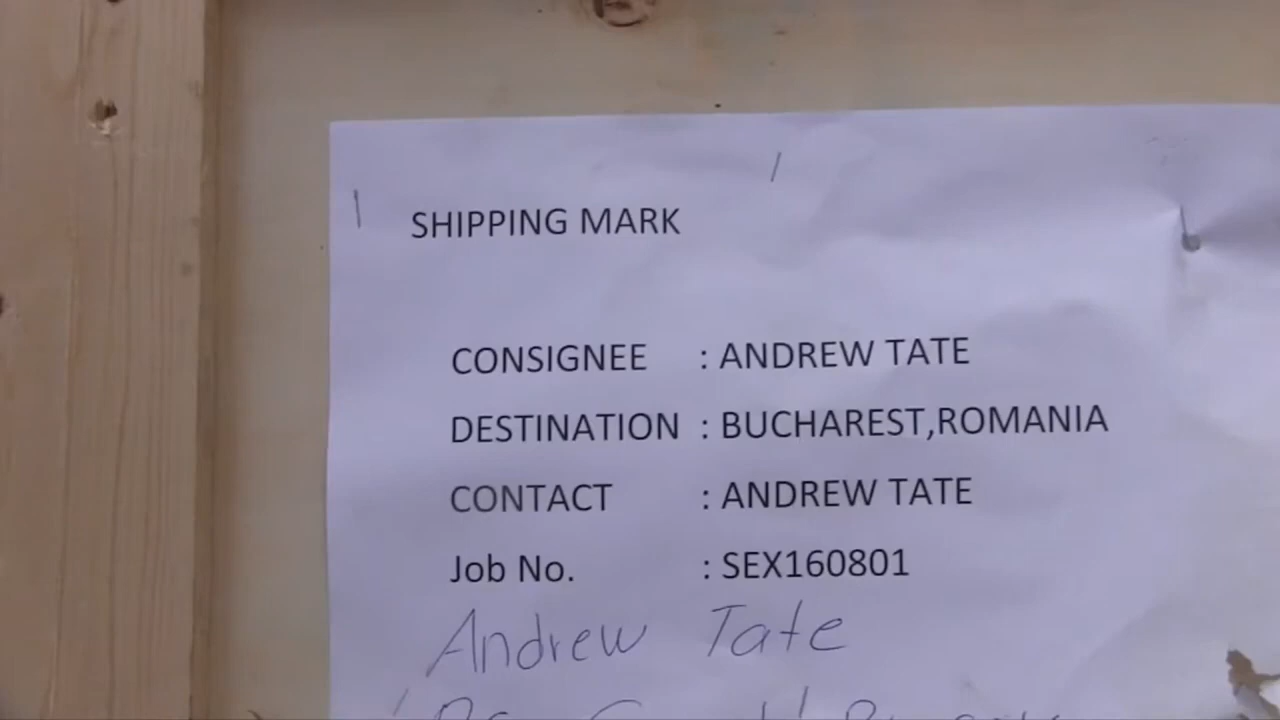 SHIPPING MARK
CONSIGNEE : ANDREW TATE
DESTINATION : BUCHAREST,ROMANIA
CONTACT : ANDREW TATE
Job No. : SEX160801
Andrew Tate